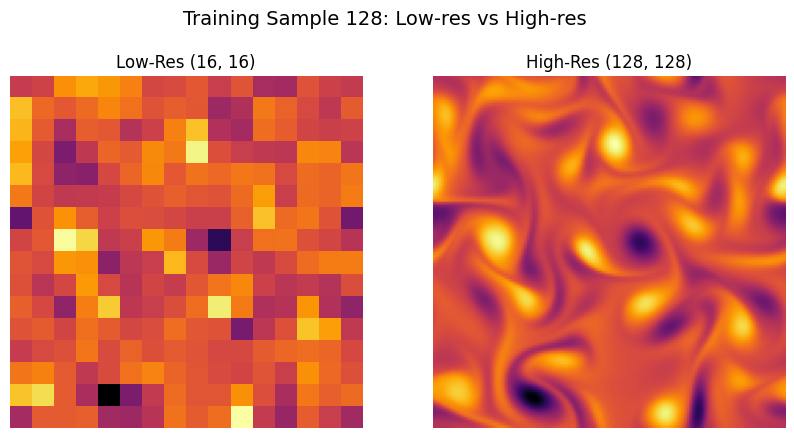 Training Sample 128: Low-res vs High-res
Low-Res (16, 16)
High-Res (128, 128)